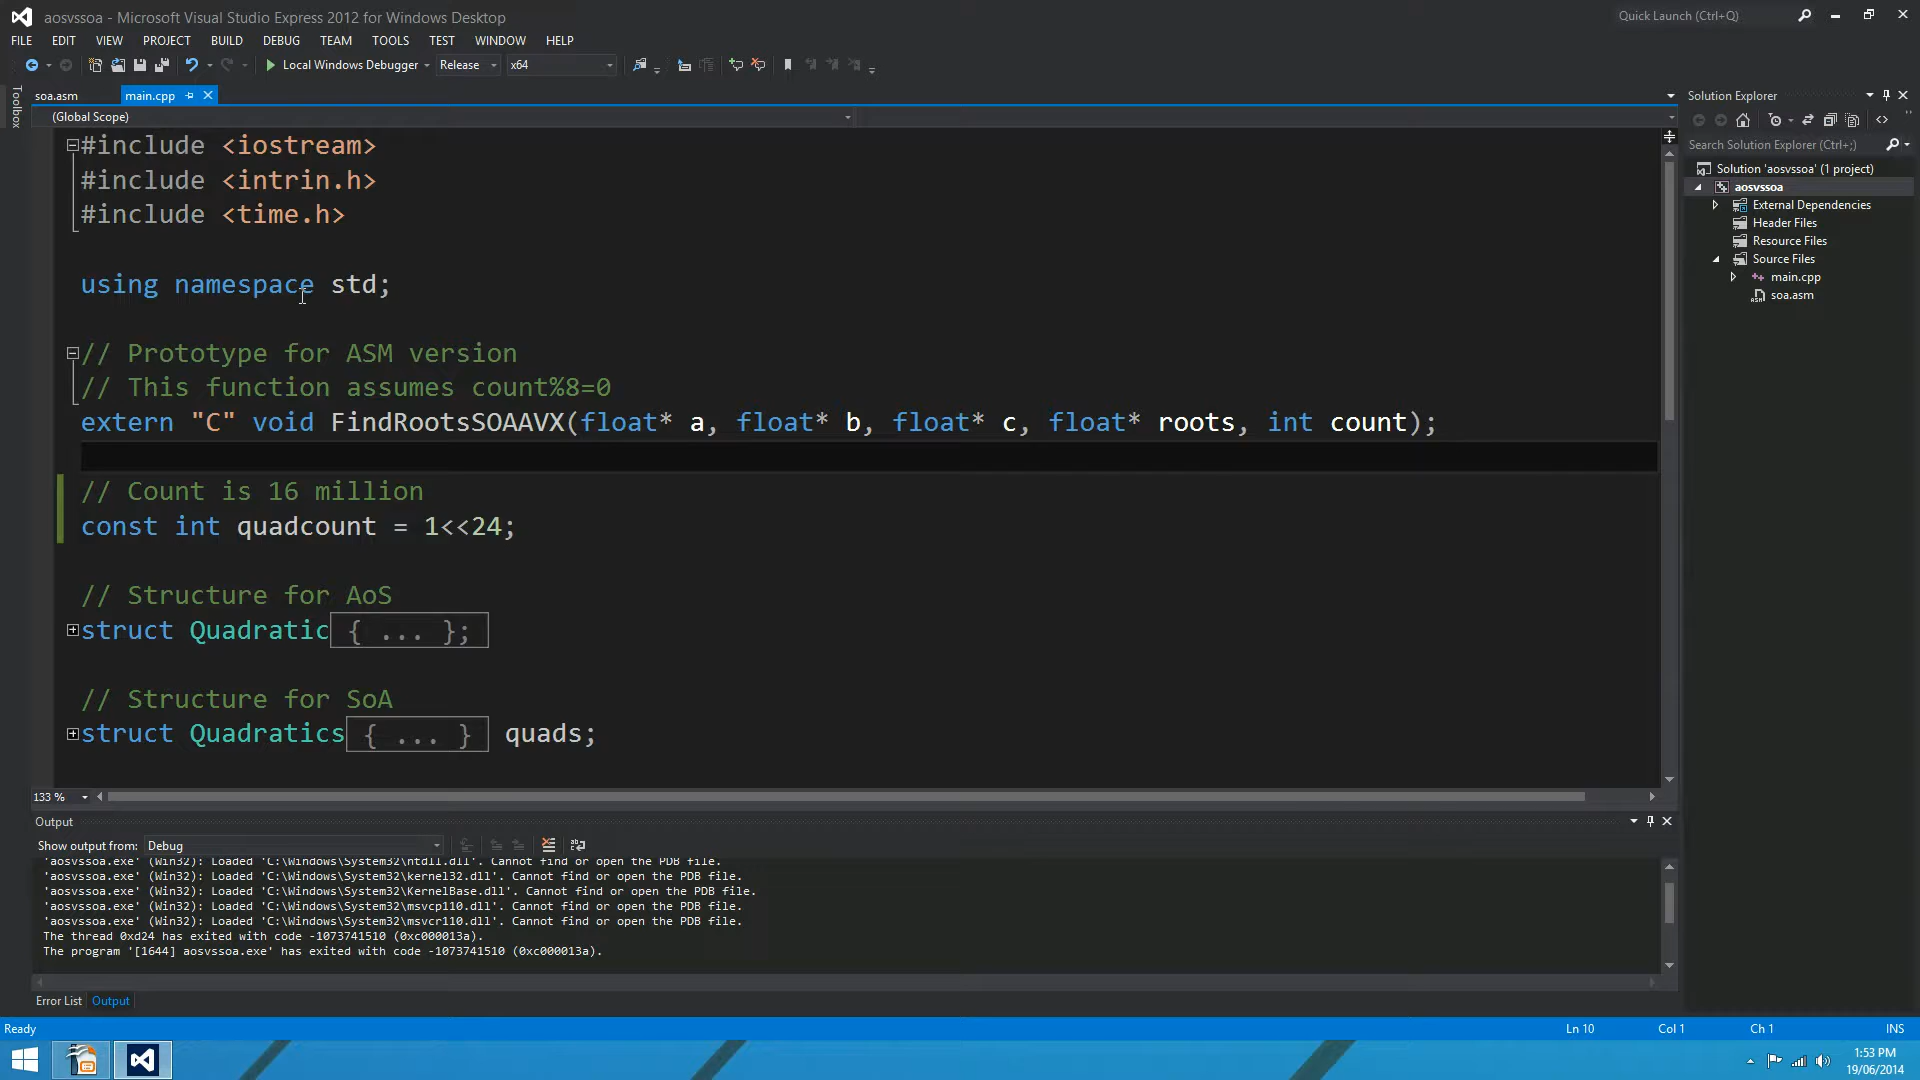 aosvssoa - Microsoft Visual Studio Express 2012 for Windows Desktop
Quick Launch (Ctrl+Q)
FILE EDIT VIEW PROJECT BUILD DEBUG TEAM TOOLS TEST WINDOW HELP
Local Windows Debugger Release x64
Toolbox
soa.asm main.cpp
(Global Scope)
#include <iostream>
#include <intrin.h>
#include <time.h>
using namespace std;
// Prototype for ASM version
// This function assumes count%8=0
extern "C" void FindRootsSOAAVX(float* a, float* b, float* c, float* roots, int count);
// Count is 16 million
const int quadcount = 1<<24;
// Structure for AoS
struct Quadratic{ ... };
// Structure for SoA
struct Quadratics{ ... } quads;
133 %
Output
Show output from: Debug
'aosvssoa.exe' (Win32): Loaded 'C:\Windows\System32\ntdll.dll'. Cannot find or open the PDB file.
'aosvssoa.exe' (Win32): Loaded 'C:\Windows\System32\kernel32.dll'. Cannot find or open the PDB file.
'aosvssoa.exe' (Win32): Loaded 'C:\Windows\System32\KernelBase.dll'. Cannot find or open the PDB file.
'aosvssoa.exe' (Win32): Loaded 'C:\Windows\System32\msvcp110.dll'. Cannot find or open the PDB file.
'aosvssoa.exe' (Win32): Loaded 'C:\Windows\System32\msvcr110.dll'. Cannot find or open the PDB file.
The thread 0xd24 has exited with code -1073741510 (0xc000013a).
The program '[1644] aosvssoa.exe' has exited with code -1073741510 (0xc000013a).
Error List Output
Solution Explorer
Search Solution Explorer (Ctrl+;)
Solution 'aosvssoa' (1 project)
aosvssoa
External Dependencies
Header Files
Resource Files
Source Files
main.cpp
soa.asm
Ready Ln 10 Col 1 Ch 1 INS
1:53 PM
19/06/2014